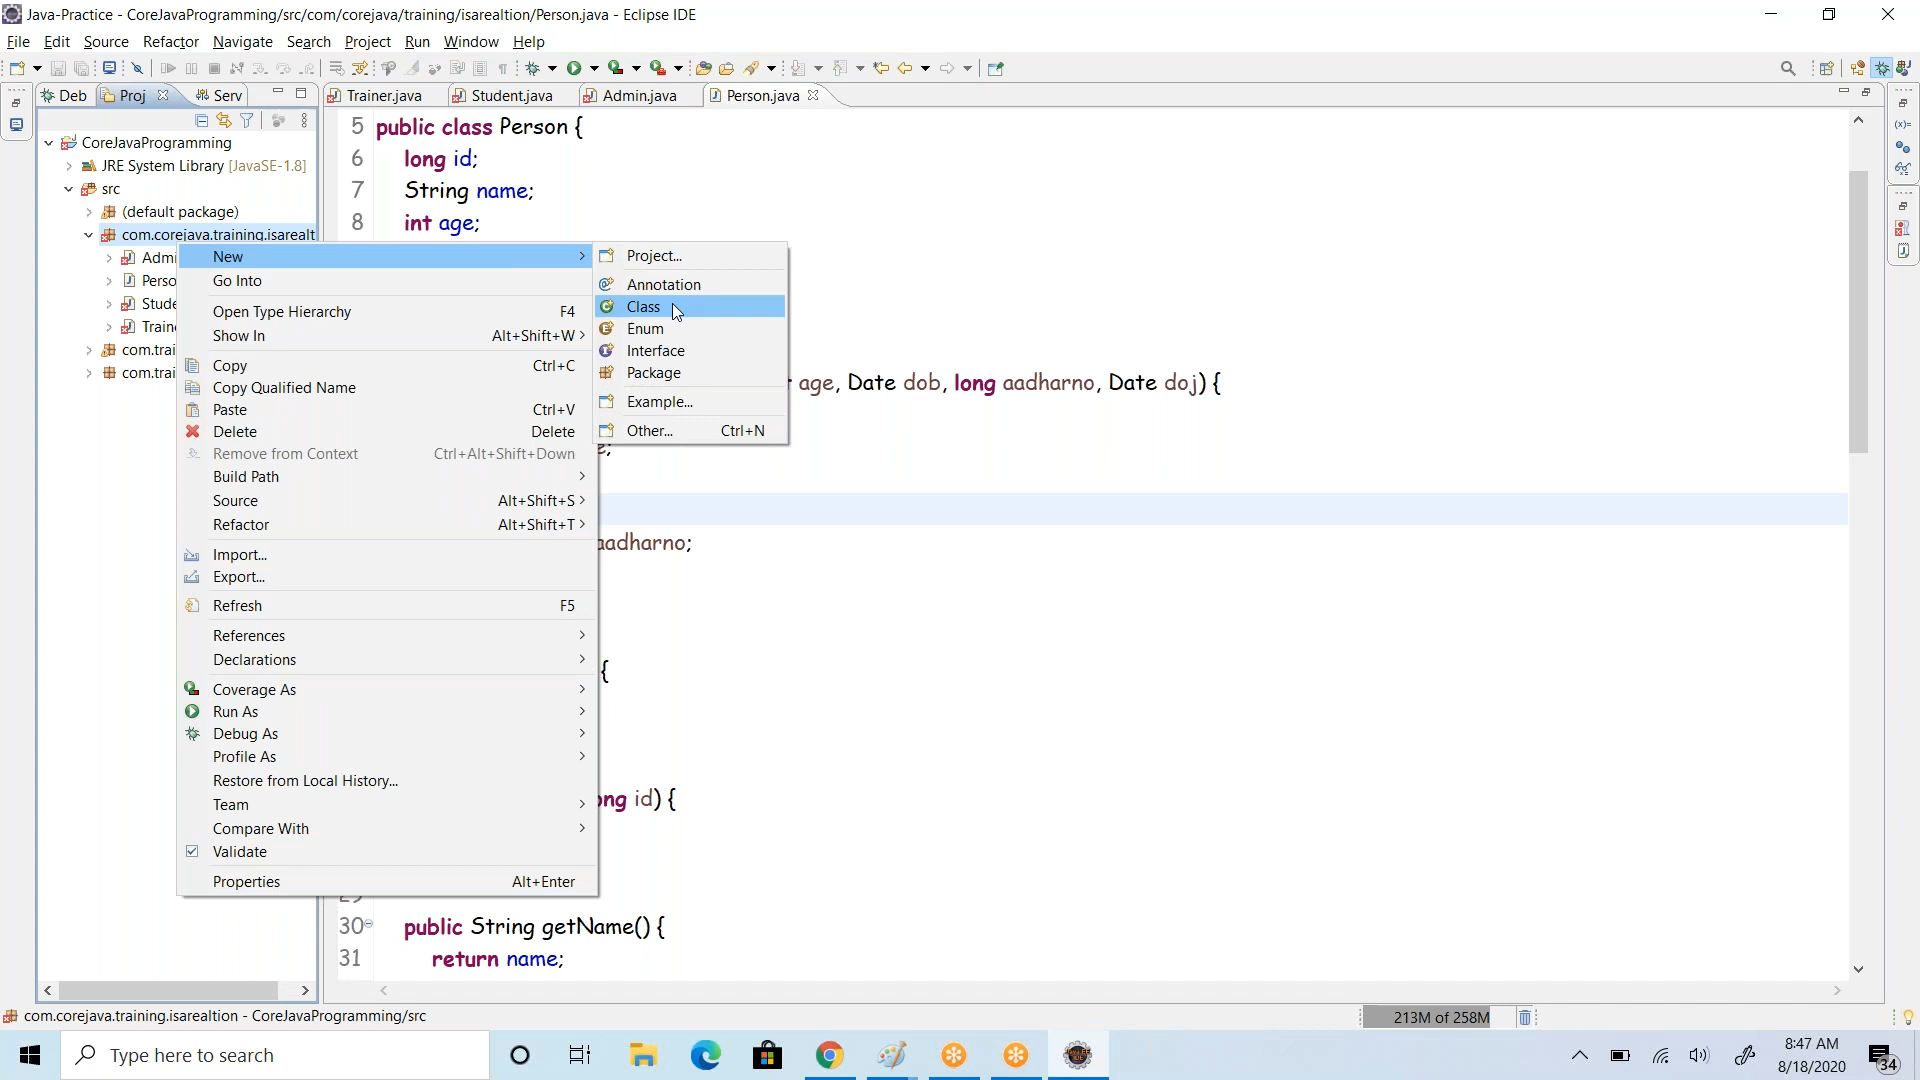 Java-Practice - CoreJavaProgramming/src/com/corejava/training/isarealtion/Person.java - Eclipse IDE
File Edit Source Refactor Navigate Search Project Run Window Help
Deb Proj Serv Trainer.java Student.java Admin.java Person.java
CoreJavaProgramming
JRE System Library [JavaSE-1.8]
src
(default package)
com.corejava.training.isarealt
Admi
Perso
Stude
Traine
com.trai
com.trai
New
Go Into
Open Type Hierarchy F4
Show In Alt+Shift+W
Copy Ctrl+C
Copy Qualified Name
Paste Ctrl+V
Delete Delete
Remove from Context Ctrl+Alt+Shift+Down
Build Path
Source Alt+Shift+S
Refactor Alt+Shift+T
Import...
Export...
Refresh F5
References
Declarations
Coverage As
Run As
Debug As
Profile As
Restore from Local History...
Team
Compare With
Validate
Properties Alt+Enter
Project...
Annotation
Class
Enum
Interface
Package
Example...
Other... Ctrl+N
5 public class Person {
6 long id;
7 String name;
8 int age;
age, Date dob, long aadharno, Date doj) {
aadharno;
{
ong id) {
30 public String getName() {
31 return name;
com.corejava.training.isarealtion - CoreJavaProgramming/src
213M of 258M
Type here to search
8:47 AM
8/18/2020
34